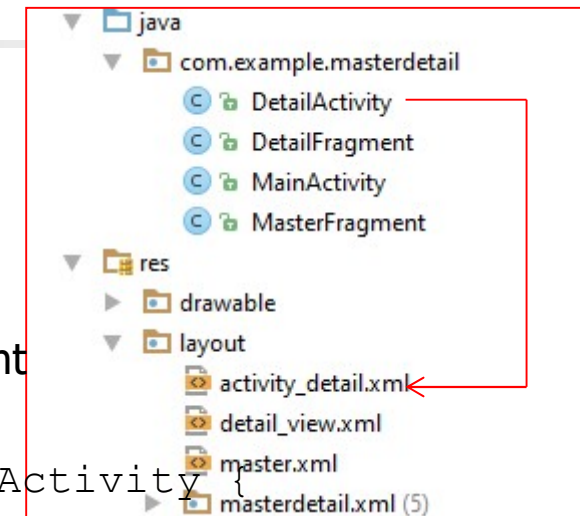 java
com.example.masterdetail
DetailActivity
DetailFragment
MainActivity
MasterFragment
res
drawable
layout
nt
activity_detail.xml
detail_view.xml
master.xml
Activity {
masterdetail.xml (5)